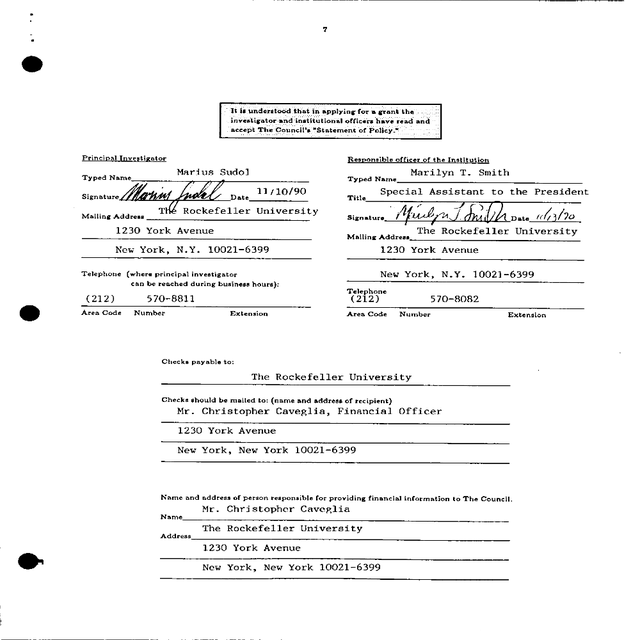 7
It is understood that in applying for a grant the
investigator and institutional officers have read and
accept The Council's "Statement of Policy."
Principal Investigator
Typed Name Marius Sudol
Signature Marius Sudol Date 11/10/90
Mailing Address The Rockefeller University
1230 York Avenue
New York, N.Y. 10021-6399
Telephone (where principal investigator
can be reached during business hours):
(212) 570-8811
Area Code Number Extension
Responsible officer of the Institution
Typed Name Marilyn T. Smith
Title Special Assistant to the President
Signature Marilyn T Smith Date 11/13/90
Mailing Address The Rockefeller University
1230 York Avenue
New York, N.Y. 10021-6399
Telephone
(212) 570-8082
Area Code Number Extension
Checks payable to:
The Rockefeller University
Checks should be mailed to: (name and address of recipient)
Mr. Christopher Caveglia, Financial Officer
1230 York Avenue
New York, New York 10021-6399
Name and address of person responsible for providing financial information to The Council.
Name Mr. Christopher Caveglia
Address The Rockefeller University
1230 York Avenue
New York, New York 10021-6399